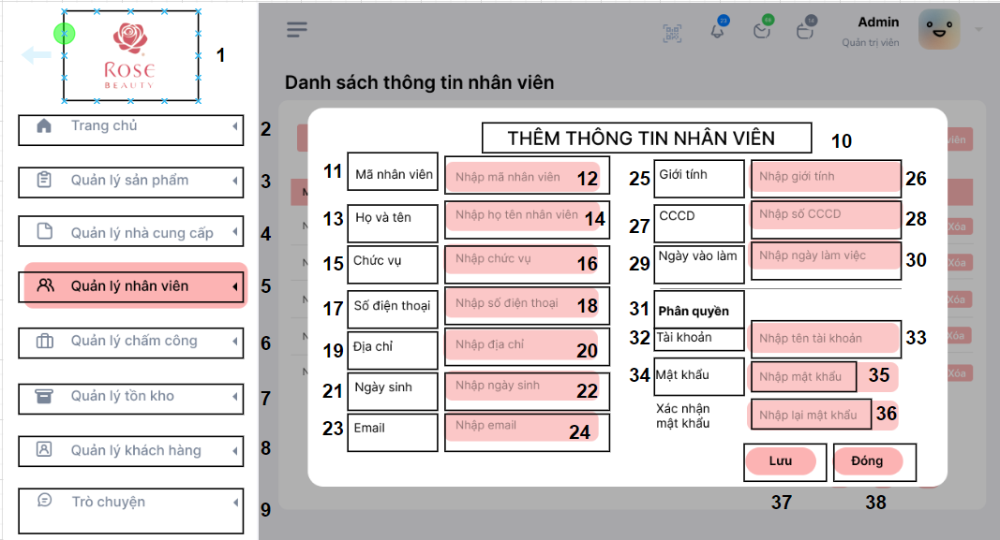 ROSE
BEAUTY
1
Trang chủ
2
Quản lý sản phẩm
3
Quản lý nhà cung cấp
4
Quản lý nhân viên
5
Quản lý chấm công
6
Quản lý tồn kho
7
Quản lý khách hàng
8
Trò chuyện
9
23
68
14
Admin
Quản trị viên
Danh sách thông tin nhân viên
viên
THÊM THÔNG TIN NHÂN VIÊN
10
11 Mã nhân viên Nhập mã nhân viên 12
13 Họ và tên Nhập họ tên nhân viên 14
15 Chức vụ Nhập chức vụ 16
17 Số điện thoại Nhập số điện thoại 18
19 Địa chỉ Nhập địa chỉ 20
21 Ngày sinh Nhập ngày sinh 22
23 Email Nhập email 24
25 Giới tính Nhập giới tính 26
27 CCCD Nhập số CCCD 28
29 Ngày vào làm Nhập ngày làm việc 30
31 Phân quyền
32 Tài khoản Nhập tên tài khoản 33
34 Mật khẩu Nhập mật khẩu 35
Xác nhận
mật khẩu Nhập lại mật khẩu 36
Lưu Đóng
37 38
Xóa
Xóa
Xóa
Xóa
Xóa